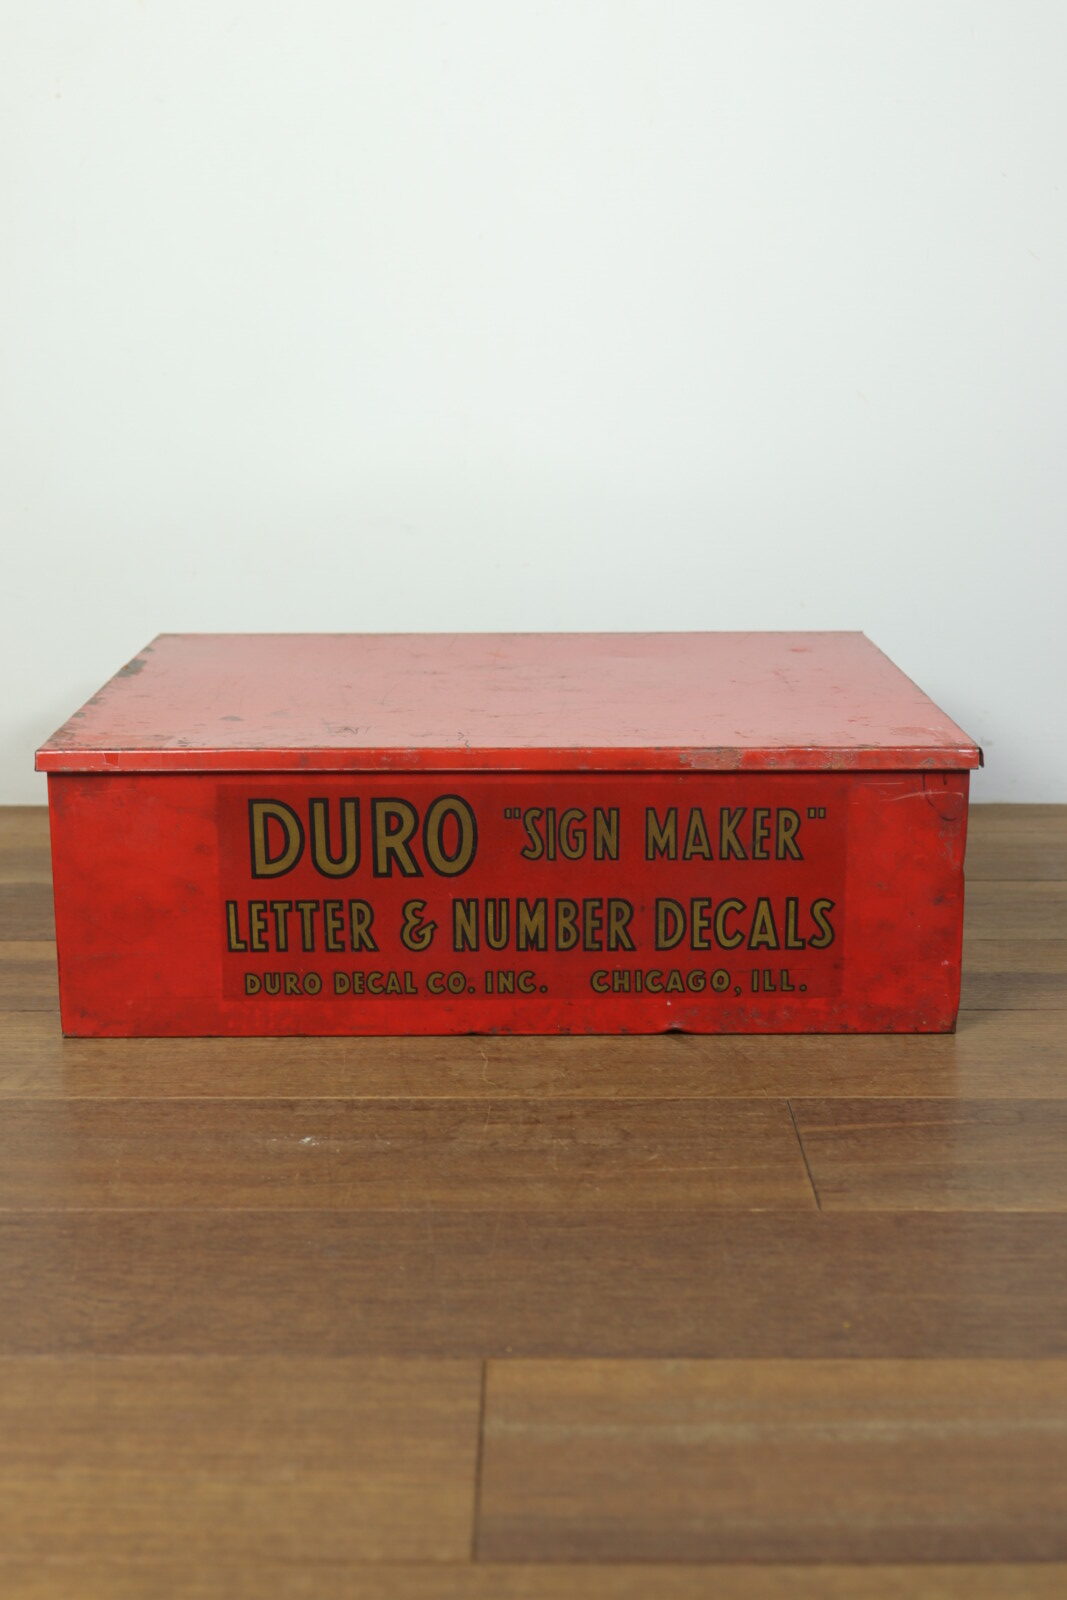 DURO "SIGN MAKER"
LETTER & NUMBER DECALS
DURO DECAL CO. INC. CHICAGO, ILL.